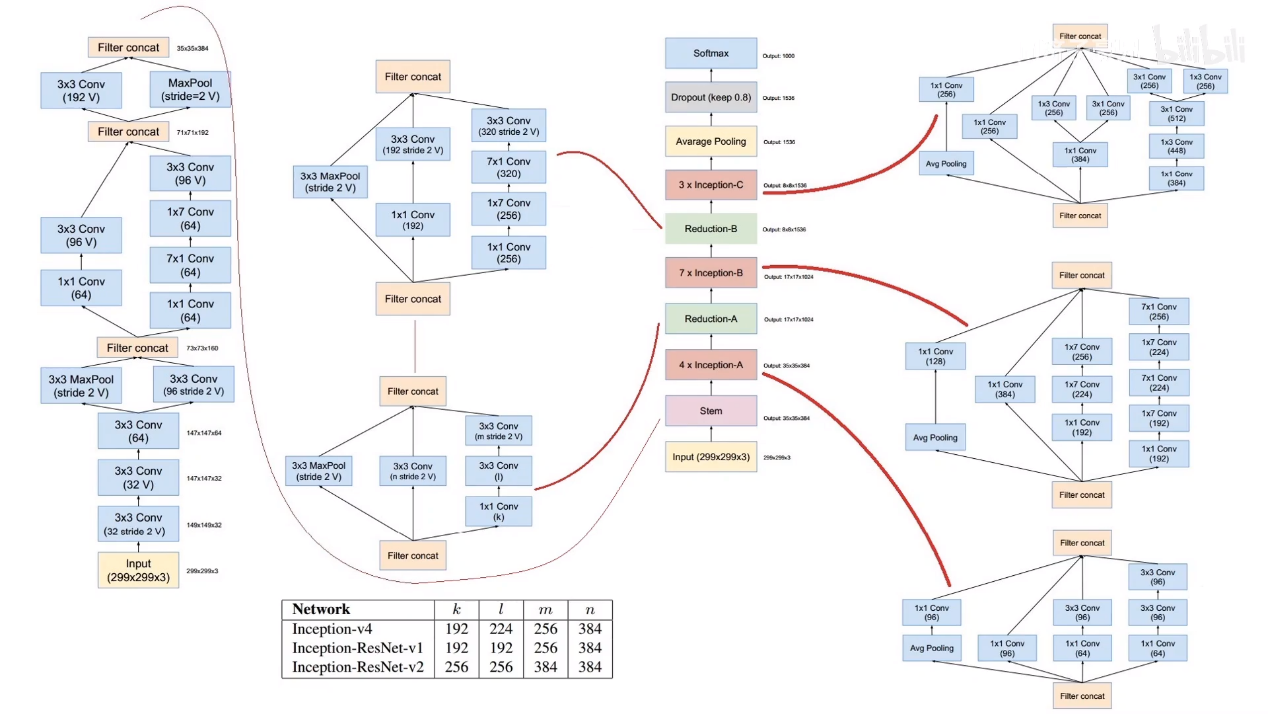 Filter concat
35x35x384
3x3 Conv
(192 V)
MaxPool
(stride=2 V)
Filter concat
71x71x192
3x3 Conv
(96 V)
1x7 Conv
(64)
3x3 Conv
(96 V)
7x1 Conv
(64)
1x1 Conv
(64)
1x1 Conv
(64)
Filter concat
73x73x160
3x3 MaxPool
(stride 2 V)
3x3 Conv
(96 stride 2 V)
3x3 Conv
(64)
147x147x64
3x3 Conv
(32 V)
147x147x32
3x3 Conv
(32 stride 2 V)
149x149x32
Input
(299x299x3)
299x299x3
Filter concat
3x3 Conv
(320 stride 2 V)
3x3 Conv
(192 stride 2 V)
7x1 Conv
(320)
3x3 MaxPool
(stride 2 V)
1x7 Conv
(256)
1x1 Conv
(192)
1x1 Conv
(256)
Filter concat
Filter concat
3x3 Conv
(m stride 2 V)
3x3 MaxPool
(stride 2 V)
3x3 Conv
(n stride 2 V)
3x3 Conv
(l)
1x1 Conv
(k)
Filter concat
Network k l m n
Inception-v4 192 224 256 384
Inception-ResNet-v1 192 192 256 384
Inception-ResNet-v2 256 256 384 384
Softmax
Output: 1000
Dropout (keep 0.8)
Output: 1536
Avarage Pooling
Output: 1536
3 x Inception-C
Output: 8x8x1536
Reduction-B
Output: 8x8x1536
7 x Inception-B
Output: 17x17x1024
Reduction-A
Output: 17x17x1024
4 x Inception-A
Output: 35x35x384
Stem
Output: 35x35x384
Input (299x299x3)
299x299x3
bilibili
Filter concat
1x1 Conv
(256)
3x1 Conv
(256)
1x3 Conv
(256)
1x3 Conv
(256)
3x1 Conv
(256)
3x1 Conv
(512)
1x1 Conv
(256)
1x3 Conv
(448)
Avg Pooling
1x1 Conv
(384)
1x1 Conv
(384)
Filter concat
Filter concat
7x1 Conv
(256)
1x1 Conv
(128)
1x7 Conv
(256)
1x7 Conv
(224)
1x1 Conv
(384)
1x7 Conv
(224)
7x1 Conv
(224)
Avg Pooling
1x1 Conv
(192)
1x7 Conv
(192)
1x1 Conv
(192)
Filter concat
Filter concat
3x3 Conv
(96)
1x1 Conv
(96)
3x3 Conv
(96)
3x3 Conv
(96)
Avg Pooling
1x1 Conv
(96)
1x1 Conv
(64)
1x1 Conv
(64)
Filter concat